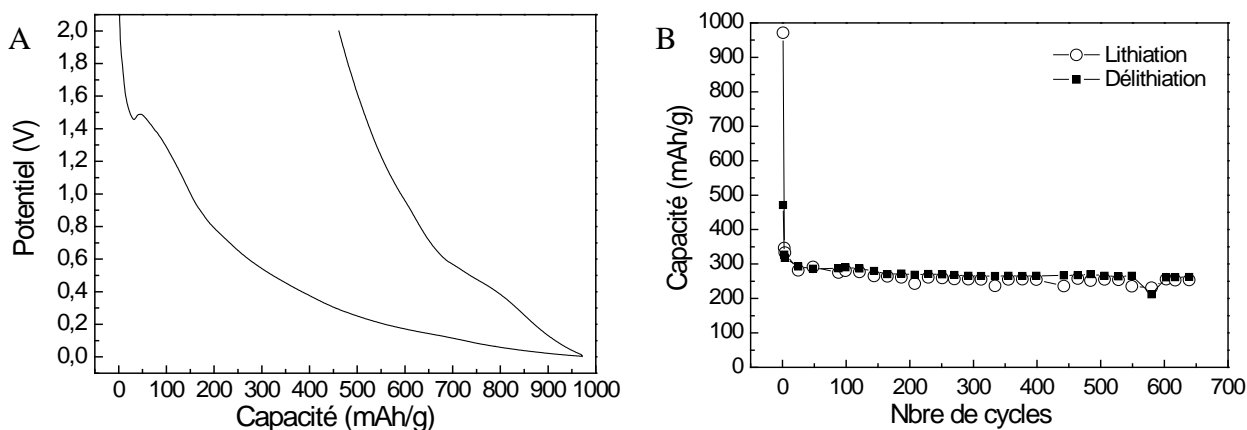 A
2,0
1,8
1,6
1,4
1,2
1,0
0,8
0,6
0,4
0,2
0,0
Potentiel (V)
0 100 200 300 400 500 600 700 800 900 1000
Capacité (mAh/g)
B
1000
900
800
700
600
500
400
300
200
100
0
Capacité (mAh/g)
Lithiation
Délithiation
0 100 200 300 400 500 600 700
Nbre de cycles